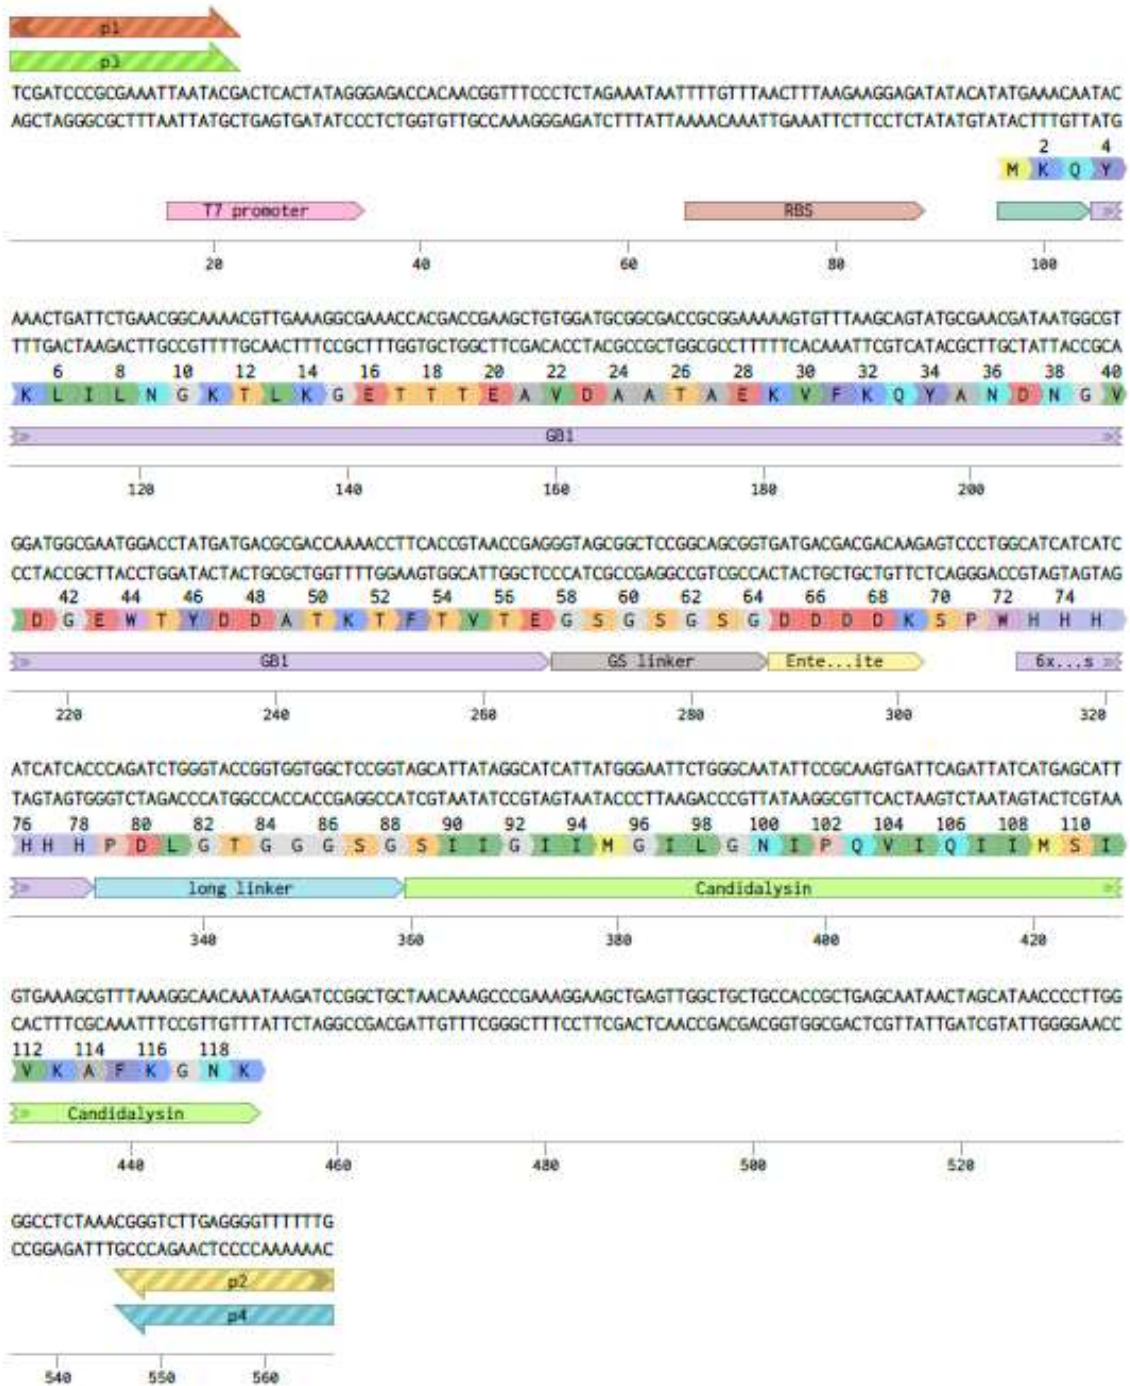 p1
p3
TCGATCCCGCGAAATTAATACGACTCACTATAGGGAGACCACAACGGTTTCCCTCTAGAAATAATTTTGTTTAACTTTAAGAAGGAGATATACATATGAAACAATAC
AGCTAGGGCGCTTTAATTATGCTGAGTGATATCCCTCTGGTGTTGCCAAAGGGAGATCTTTATTAAAACAAATTGAAATTCTTCCTCTATATGTATACTTTGTTATG
2 4
M K Q Y
T7 promoter RBS
20 40 60 80 100
AAACTGATTCTGAACGGCAAAACGTTGAAAGGCGAAACCACGACCGAAGCTGTGGATGCGGCGACCGCGGAAAAAGTGTTTAAGCAGTATGCGAACGATAATGGCGT
TTTGACTAAGACTTGCCGTTTTGCAACTTTCCGCTTTGGTGCTGGCTTCGACACCTACGCCGCTGGCGCCTTTTTCACAAATTCGTCATACGCTTGCTATTACCGCA
6 8 10 12 14 16 18 20 22 24 26 28 30 32 34 36 38 40
K L I L N G K T L K G E T T T E A V D A A T A E K V F K Q Y A N D N G V
GB1
120 140 160 180 200
GGATGGCGAATGGACCTATGATGACGCGACCAAAACCTTCACCGTAACCGAGGGTAGCGGCTCCGGCAGCGGTGATGACGACGACAAGAGTCCCTGGCATCATCATC
CCTACCGCTTACCTGGATACTACTGCGCTGGTTTTGGAAGTGGCATTGGCTCCCATCGCCGAGGCCGTCGCCACTACTGCTGCTGTTCTCAGGGACCGTAGTAGTAG
42 44 46 48 50 52 54 56 58 60 62 64 66 68 70 72 74
D G E W T Y D D A T K T F T V T E G S G S G S G D D D D K S P W H H H
GB1 GS linker Ente...ite 6x...s
220 240 260 280 300 320
ATCATCACCCAGATCTGGGTACCGGTGGTGGCTCCGGTAGCATTATAGGCATCATTATGGGAATTCTGGGCAATATTCCGCAAGTGATTCAGATTATCATGAGCATT
TAGTAGTGGGTCTAGACCCATGGCCACCACCGAGGCCATCGTAATATCCGTAGTAATACCCTTAAGACCCGTTATAAGGCGTTCACTAAGTCTAATAGTACTCGTAA
76 78 80 82 84 86 88 90 92 94 96 98 100 102 104 106 108 110
H H H P D L G T G G G S G S I I G I I M G I L G N I P Q V I Q I I M S I
long linker Candidalysin
340 360 380 400 420
GTGAAAGCGTTTAAAGGCAACAAATAAGATCCGGCTGCTAACAAAGCCCGAAAGGAAGCTGAGTTGGCTGCTGCCACCGCTGAGCAATAACTAGCATAACCCCTTGG
CACTTTCGCAAATTTCCGTTGTTTATTCTAGGCCGACGATTGTTTCGGGCTTTCCTTCGACTCAACCGACGACGGTGGCGACTCGTTATTGATCGTATTGGGGAACC
112 114 116 118
V K A F K G N K
Candidalysin
440 460 480 500 520
GGCCTCTAAACGGGTCTTGAGGGGTTTTTTG
CCGGAGATTTGCCCAGAACTCCCCAAAAAAC
p2
p4
540 550 560